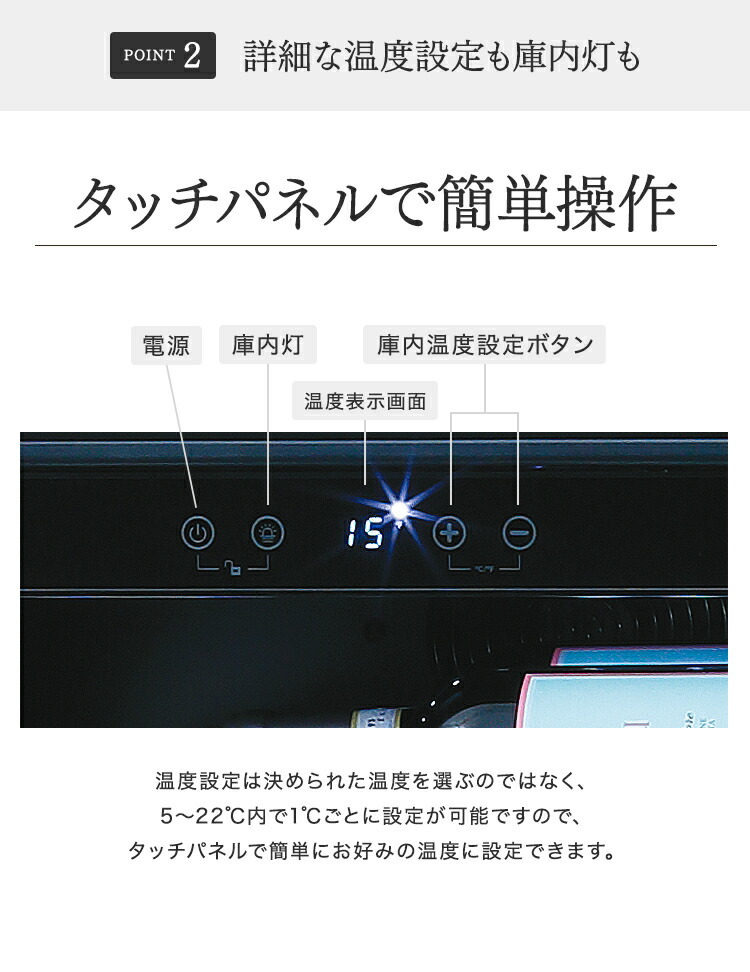 POINT 2 詳細な温度設定も庫内灯も
タッチパネルで簡単操作
電源
庫内灯
庫内温度設定ボタン
温度表示画面
15
℃/℉
温度設定は決められた温度を選ぶのではなく、
5〜22℃内で1℃ごとに設定が可能ですので、
タッチパネルで簡単にお好みの温度に設定できます。